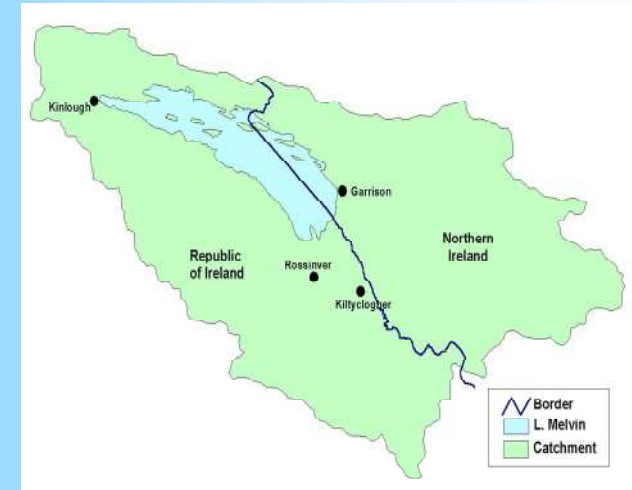 Kinlough
Garrison
Northern
Ireland
Republic
of Ireland
Rossinver
Kiltyclogher
Border
L. Melvin
Catchment